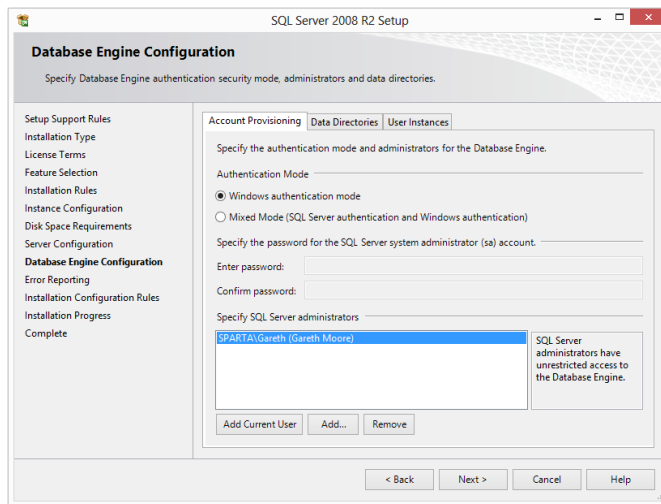 SQL Server 2008 R2 Setup
Database Engine Configuration
Specify Database Engine authentication security mode, administrators and data directories.
Setup Support Rules
Installation Type
License Terms
Feature Selection
Installation Rules
Instance Configuration
Disk Space Requirements
Server Configuration
Database Engine Configuration
Error Reporting
Installation Configuration Rules
Installation Progress
Complete
Account Provisioning Data Directories User Instances
Specify the authentication mode and administrators for the Database Engine.
Authentication Mode
Windows authentication mode
Mixed Mode (SQL Server authentication and Windows authentication)
Specify the password for the SQL Server system administrator (sa) account.
Enter password:
Confirm password:
Specify SQL Server administrators
SPARTA\Gareth (Gareth Moore)
SQL Server
administrators have
unrestricted access to
the Database Engine.
Add Current User Add... Remove
< Back Next > Cancel Help